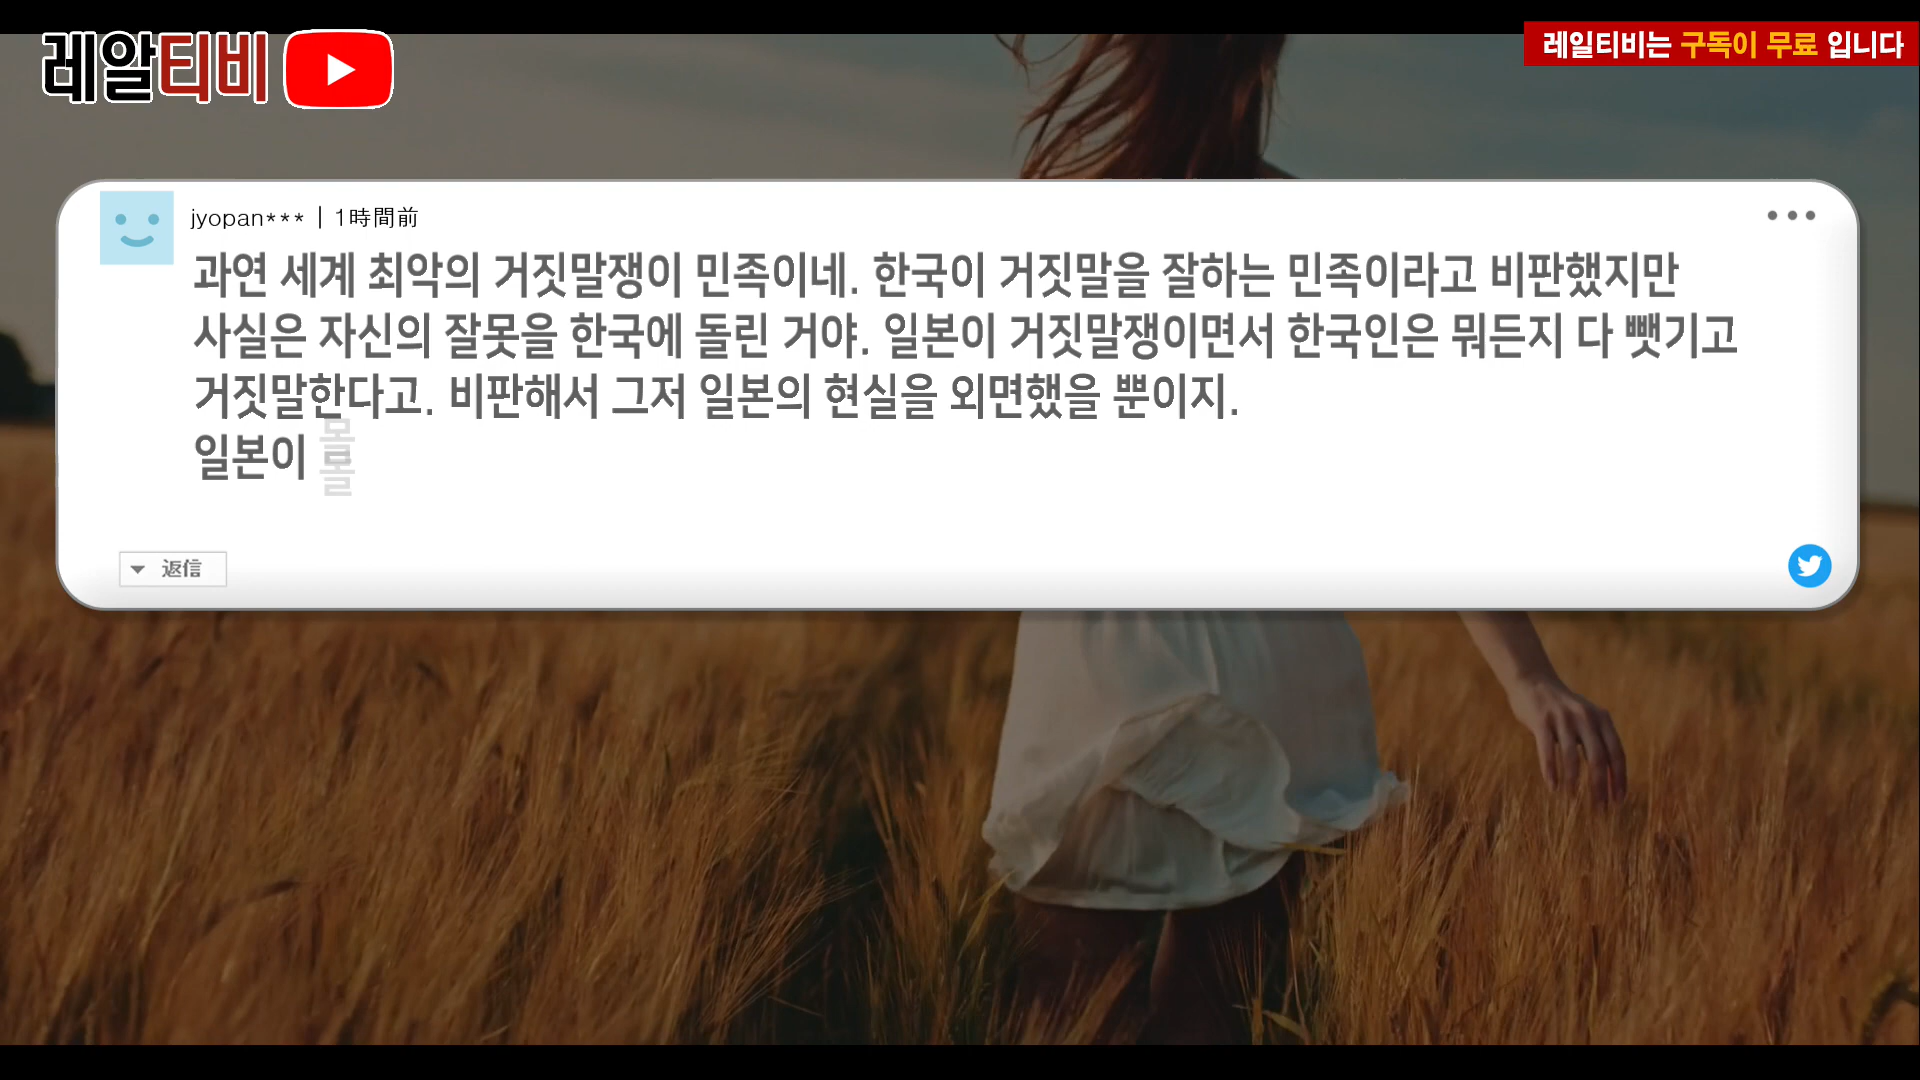 레알티비
레일티비는 구독이 무료 입니다
jyopan*** | 1時間前
과연 세계 최악의 거짓말쟁이 민족이네. 한국이 거짓말을 잘하는 민족이라고 비판했지만
사실은 자신의 잘못을 한국에 돌린 거야. 일본이 거짓말쟁이면서 한국인은 뭐든지 다 뺏기고
거짓말한다고. 비판해서 그저 일본의 현실을 외면했을 뿐이지.
일본이
返信